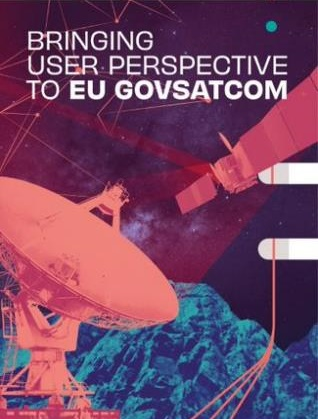 BRINGING
USER PERSPECTIVE
TO EU GOVSATCOM